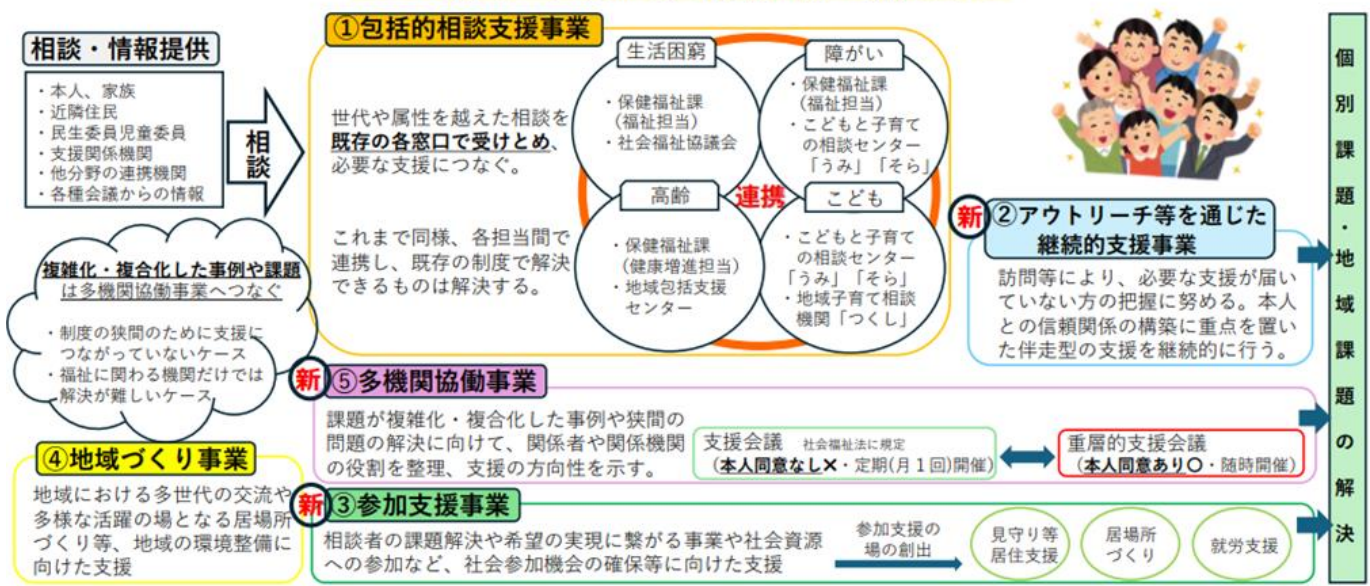 相談・情報提供
・本人、家族
・近隣住民
・民生委員児童委員
・支援関係機関
・他分野の連携機関
・各種会議からの情報
相談
①包括的相談支援事業
世代や属性を越えた相談を
既存の各窓口で受けとめ、
必要な支援につなぐ。
これまで同様、各担当間で
連携し、既存の制度で解決
できるものは解決する。
生活困窮
・保健福祉課
(福祉担当)
・社会福祉協議会
障がい
・保健福祉課
(福祉担当)
・こどもと子育て
の相談センター
「うみ」「そら」
連携
高齢
・保健福祉課
(健康増進担当)
・地域包括支援
センター
こども
・こどもと子育て
の相談センター
「うみ」「そら」
・地域子育て相談
機関「つくし」
複雑化・複合化した事例や課題
は多機関協働事業へつなぐ
・制度の狭間のために支援に
つながっていないケース
・福祉に関わる機関だけでは
解決が難しいケース
新
②アウトリーチ等を通じた
継続的支援事業
訪問等により、必要な支援が届い
ていない方の把握に努める。本人
との信頼関係の構築に重点を置い
た伴走型の支援を継続的に行う。
新
⑤多機関協働事業
課題が複雑化・複合化した事例や狭間の
問題の解決に向けて、関係者や関係機関
の役割を整理、支援の方向性を示す。
支援会議 社会福祉法に規定
(本人同意なし✕・定期(月1回)開催)
重層的支援会議
(本人同意あり〇・随時開催)
④地域づくり事業
地域における多世代の交流や
多様な活躍の場となる居場所
づくり等、地域の環境整備に
向けた支援
新
③参加支援事業
相談者の課題解決や希望の実現に繋がる事業や社会資源
への参加など、社会参加機会の確保等に向けた支援
参加支援の
場の創出
見守り等
居住支援
居場所
づくり
就労支援
個別課題・地域課題の解決